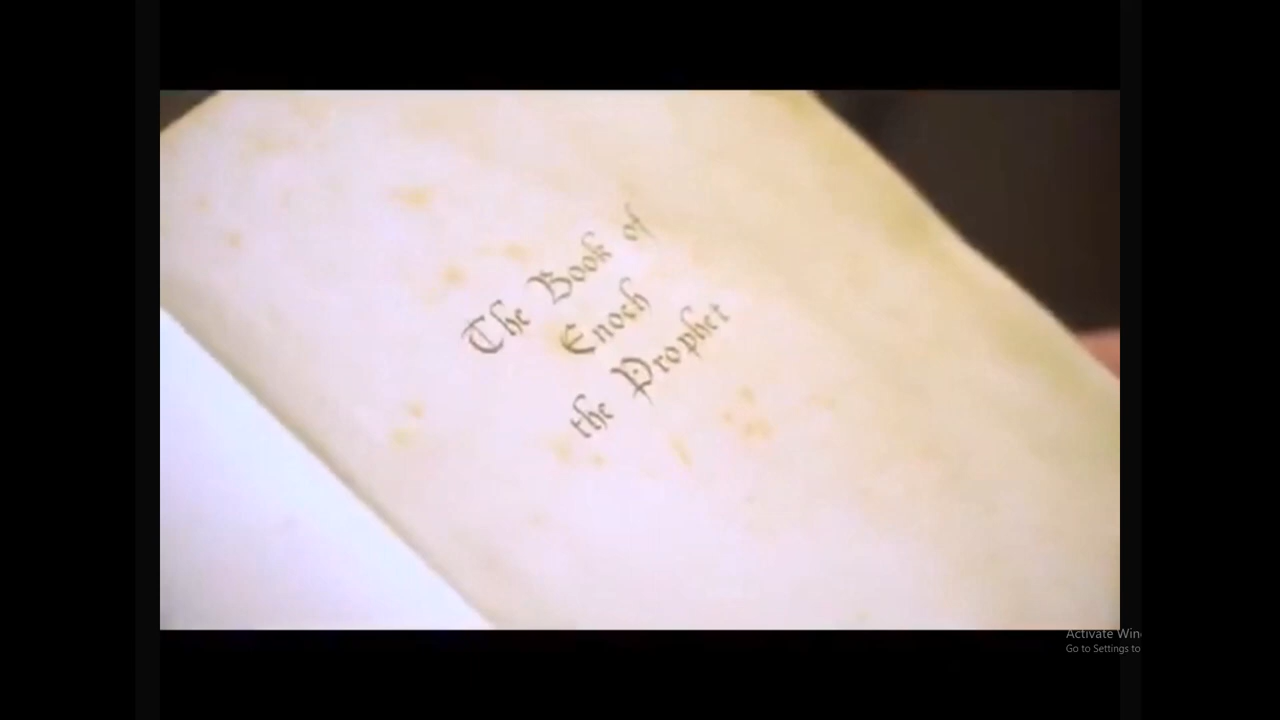 The Book of
Enoch
the Prophet
Activate Win
Go to Settings to